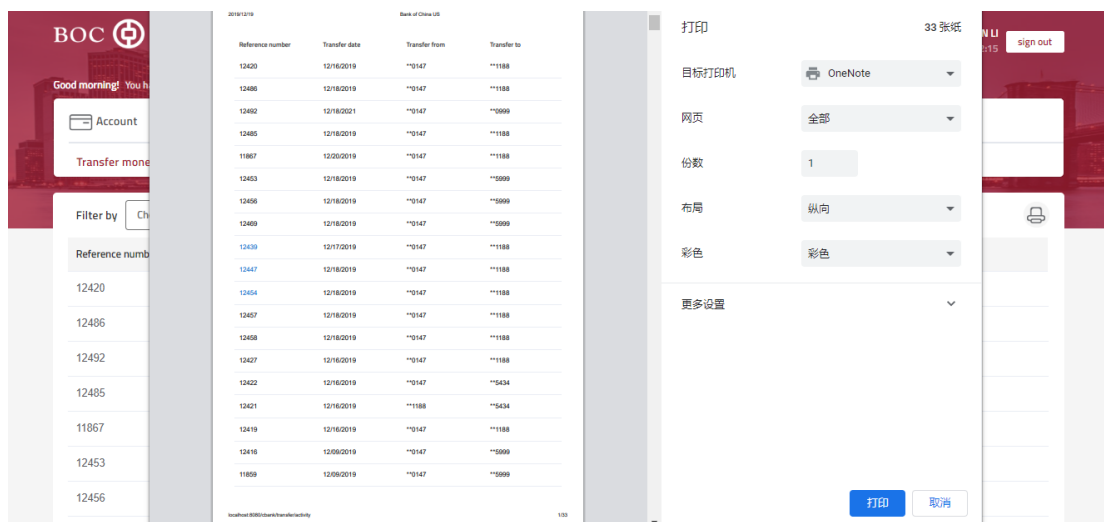 BOC
Good morning! You h
Account
Transfer mone
Filter by Ch
Reference numb
12420
12486
12492
12485
11867
12453
12456
2019/12/18 Bank of China US
Reference number Transfer date Transfer from Transfer to
12420 12/16/2019 **0147 **1188
12486 12/18/2019 **0147 **1188
12492 12/18/2021 **0147 **0999
12485 12/18/2019 **0147 **1188
11867 12/20/2019 **0147 **1188
12453 12/18/2019 **0147 **5999
12456 12/18/2019 **0147 **5999
12469 12/18/2019 **0147 **5999
12439 12/17/2019 **0147 **1188
12447 12/18/2019 **0147 **1188
12454 12/18/2019 **0147 **1188
12457 12/18/2019 **0147 **1188
12458 12/18/2019 **0147 **1188
12427 12/16/2019 **0147 **1188
12422 12/16/2019 **0147 **5434
12421 12/16/2019 **1188 **5434
12419 12/16/2019 **0147 **1188
12416 12/09/2019 **0147 **5999
11859 12/09/2019 **0147 **5999
localhost:8080/cbank/transfer/activity 1/33
打印 33 张纸
目标打印机 OneNote
网页 全部
份数 1
布局 纵向
彩色 彩色
更多设置
打印 取消
N LI
2:15
sign out